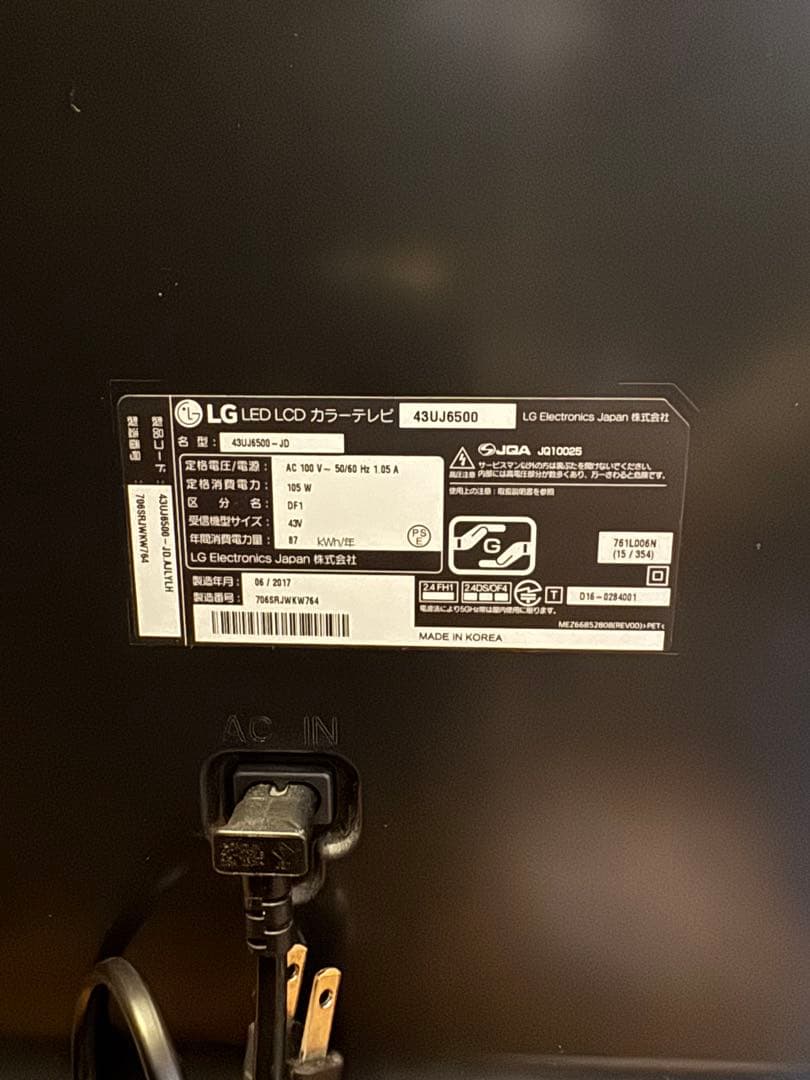 LG LED LCD カラーテレビ 43UJ6500 LG Electronics Japan 株式会社
名 型: 43UJ6500-JD
定格電圧/電源: AC 100 V~ 50/60 Hz 1.05 A
定格消費電力: 105 W
区 分 名: DF1
受信機型サイズ: 43V
年間消費電力量: 87 kWh/年
PS E
LG Electronics Japan 株式会社
製造年月: 06 / 2017
製造番号: 706SRJWKW764
JQA JQ10025
高圧注意
サービスマン以外の方は裏ぶたを開けないでください。
内部には高電圧部分が数多くあり、万一さわると危険です。
使用上の注意: 取扱説明書を参照
G
761L006N
(15 / 354)
2.4 FH1 2.4DS/OF4 T D16-0284001
電波法により5GHz帯は屋内使用に限ります。
MEZ66852808(REV00)>PET<
MADE IN KOREA
製品コード: 43UJ6500-JD.AJLYLH
製造番号: 706SRJWKW764
AC IN